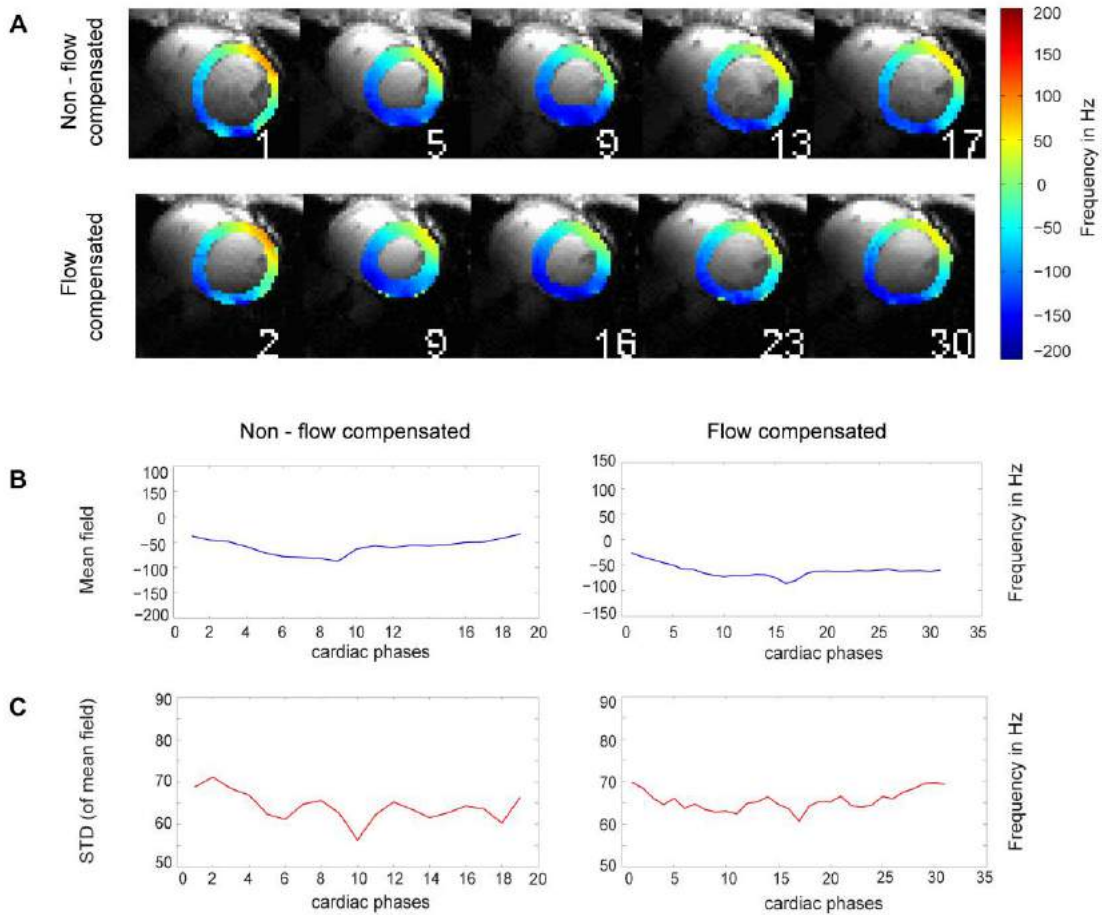 A
Non - flow
compensated
1 5 9 13 17
Flow
compensated
2 9 16 23 30
200
150
100
50
0
−50
−100
−150
−200
Frequency in Hz
Non - flow compensated
Flow compensated
B
Mean field
100
150
0
−50
−100
−150
−200
0 2 4 6 8 10 12 14 16 18 20
cardiac phases
150
100
50
0
−50
−100
−150
0 5 10 15 20 25 30 35
cardiac phases
Frequency in Hz
C
STD (of mean field)
90
80
70
60
50
0 2 4 6 8 10 12 14 16 18 20
cardiac phases
90
80
70
60
50
0 5 10 15 20 25 30 35
cardiac phases
Frequency in Hz